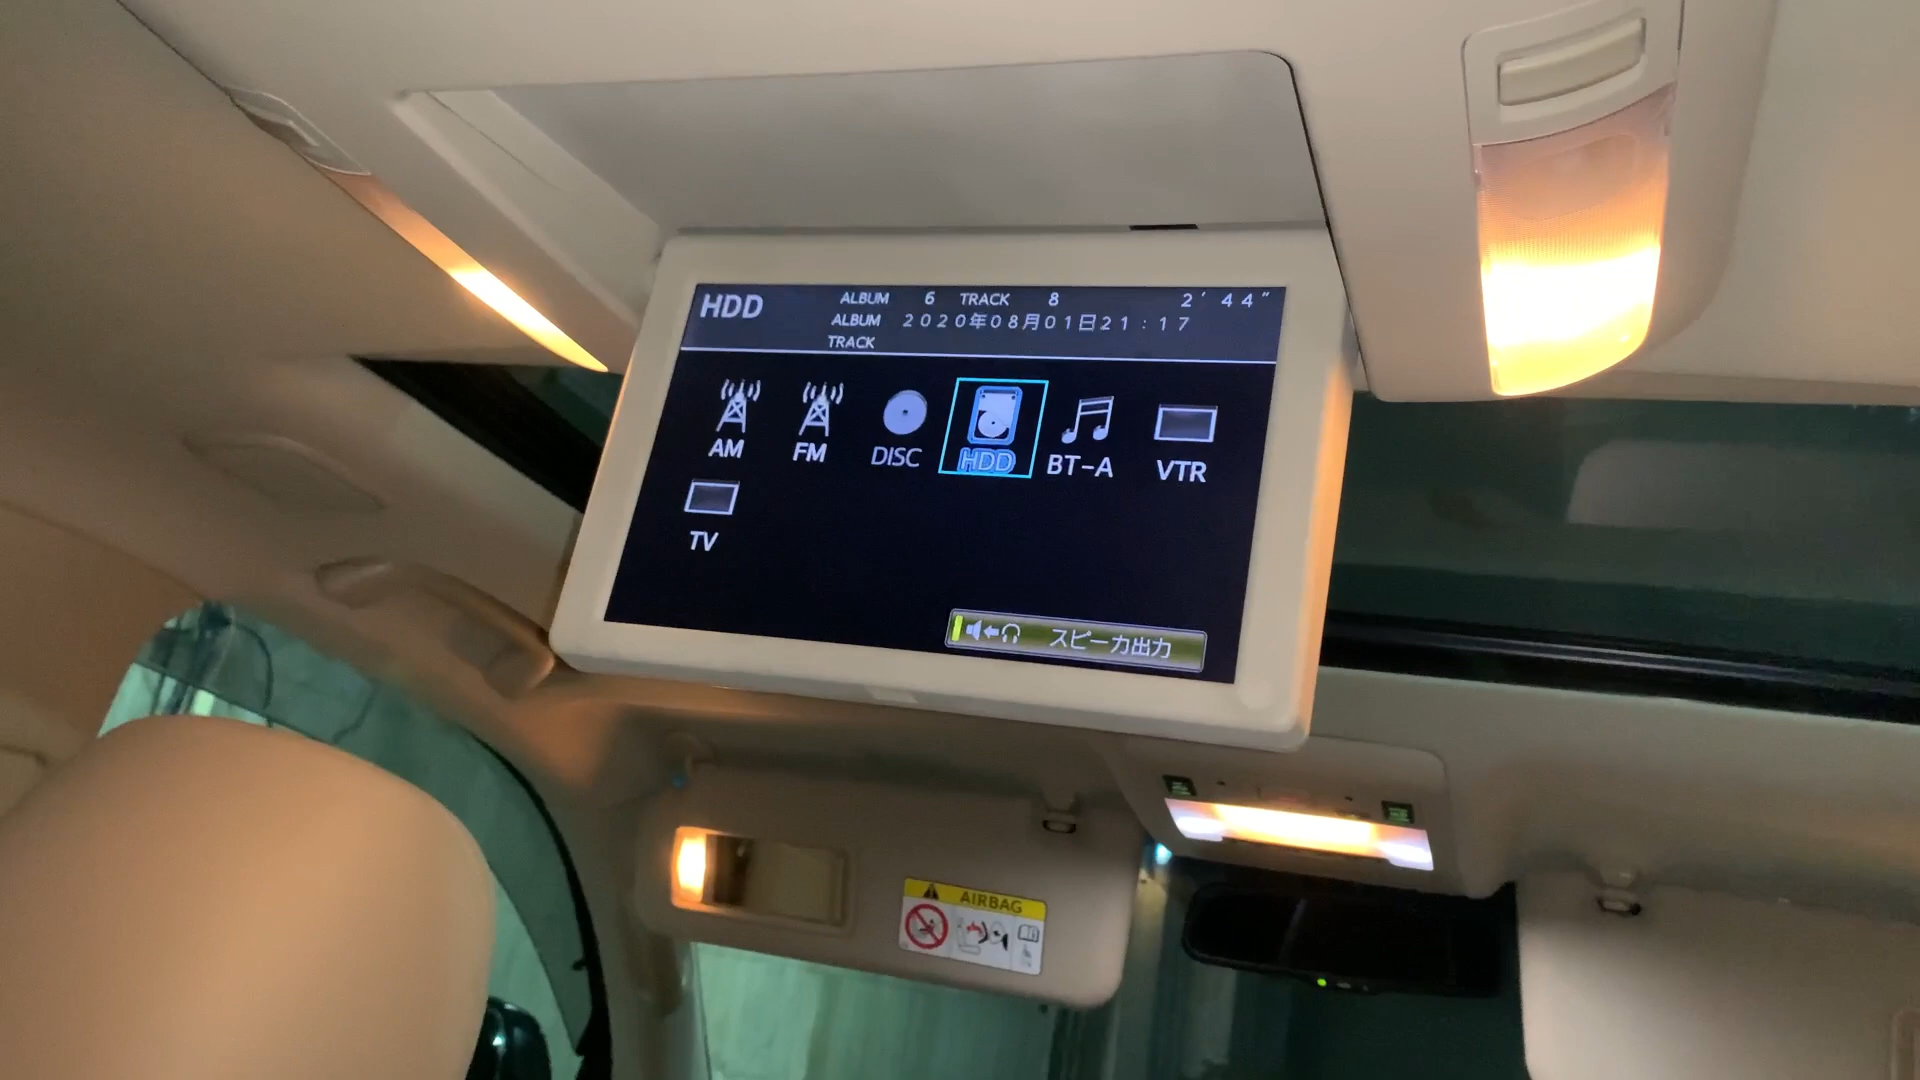 HDD ALBUM 6 TRACK 8 2'44"
ALBUM 2020年08月01日21:17
TRACK
AM FM DISC HDD BT-A VTR
TV
スピーカ出力
AIRBAG